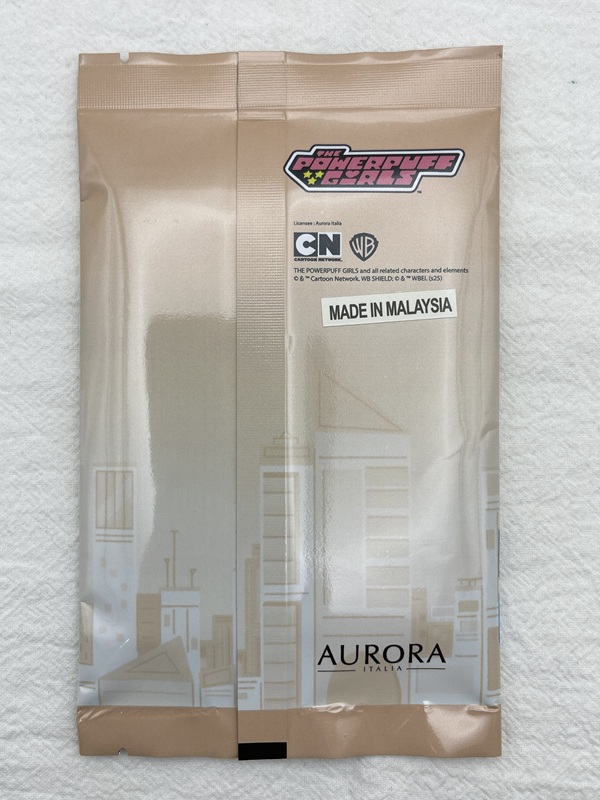 THE
POWERPUFF
GIRLS
™
Licensee : Aurora Italia
CN
CARTOON NETWORK.
WB
THE POWERPUFF GIRLS and all related characters and elements
© & ™ Cartoon Network. WB SHIELD: © & ™ WBEI. (s25)
MADE IN MALAYSIA
AURORA
ITALIA